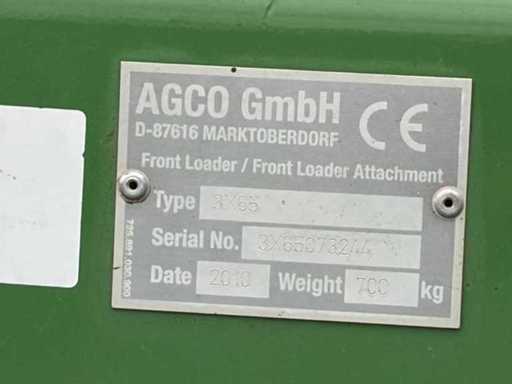 AGCO GmbH
D-87616 MARKTOBERDORF
CE
Front Loader / Front Loader Attachment
Type 3X65
Serial No. 3X65073244
Date 2010 Weight 700 kg